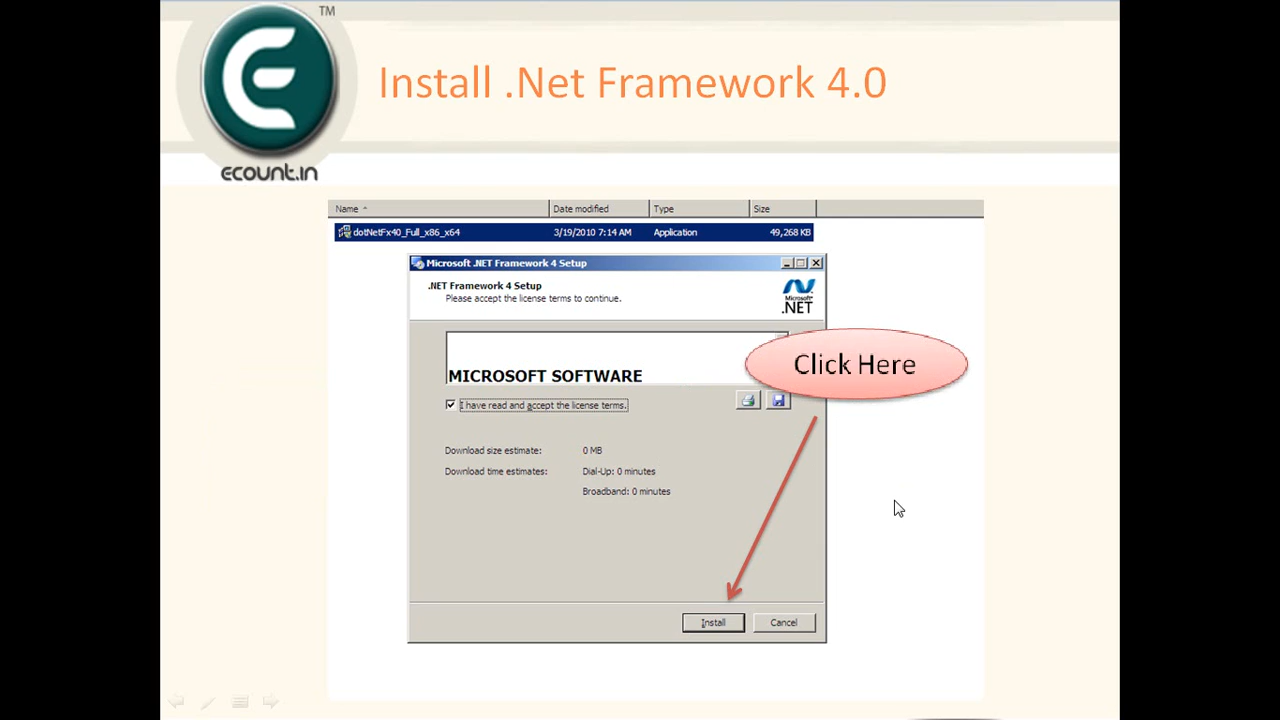 TM
Install .Net Framework 4.0
ecount.in
Name Date modified Type Size
dotNetFx40_Full_x86_x64 3/19/2010 7:14 AM Application 49,268 KB
Microsoft .NET Framework 4 Setup
.NET Framework 4 Setup
Please accept the license terms to continue.
Microsoft
.NET
Click Here
MICROSOFT SOFTWARE
I have read and accept the license terms.
Download size estimate: 0 MB
Download time estimates: Dial-Up: 0 minutes
Broadband: 0 minutes
Install Cancel